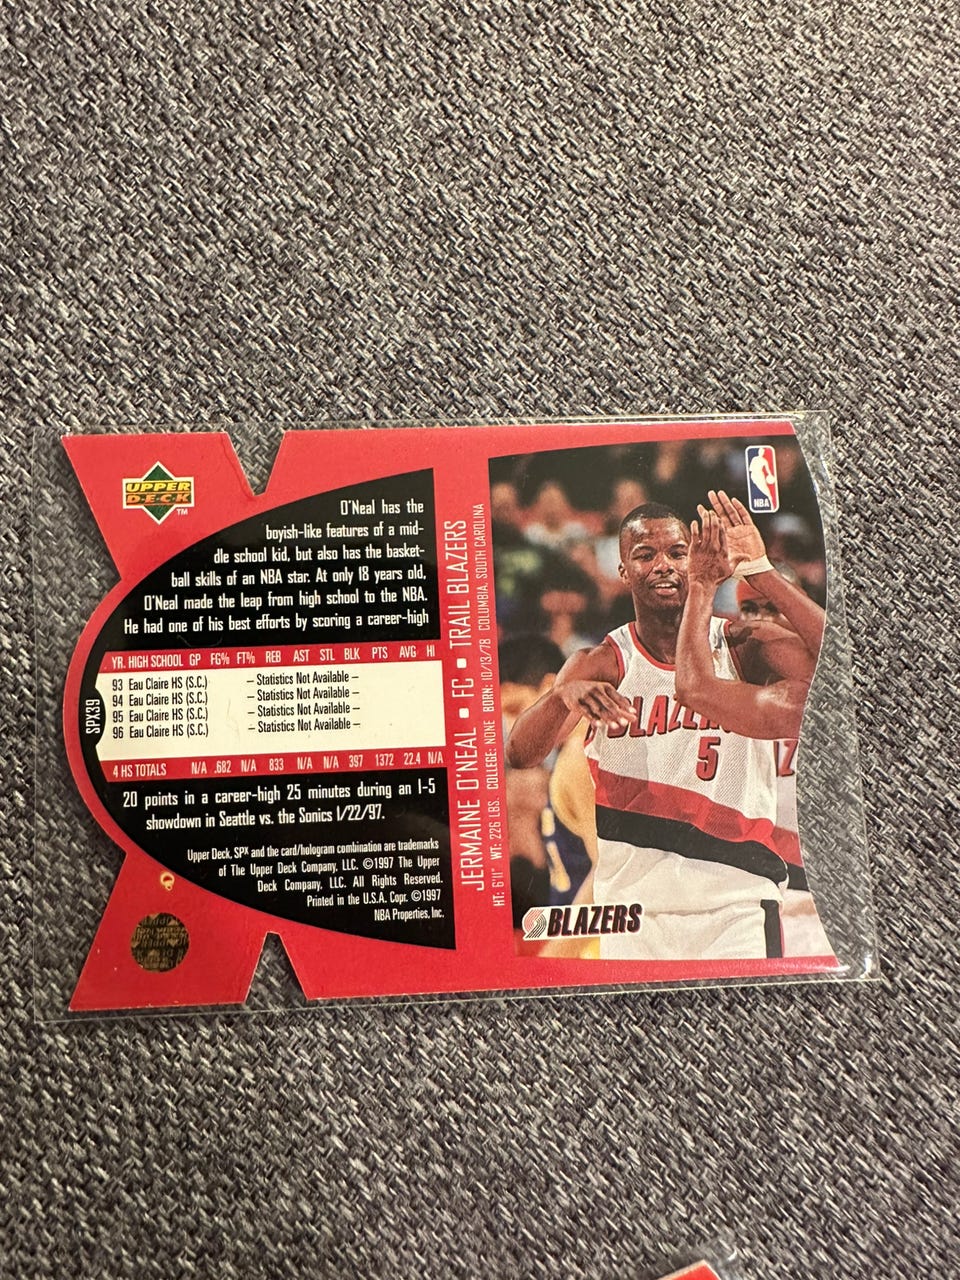 UPPER
D·E·C·K
TM
O'Neal has the
boyish-like features of a mid-
dle school kid, but also has the basket-
ball skills of an NBA star. At only 18 years old,
O'Neal made the leap from high school to the NBA.
He had one of his best efforts by scoring a career-high
YR. HIGH SCHOOL GP FG% FT% REB AST STL BLK PTS AVG HI
93 Eau Claire HS (S.C.) – Statistics Not Available –
94 Eau Claire HS (S.C.) – Statistics Not Available –
95 Eau Claire HS (S.C.) – Statistics Not Available –
96 Eau Claire HS (S.C.) – Statistics Not Available –
4 HS TOTALS N/A .682 N/A 833 N/A N/A 397 1372 22.4 N/A
20 points in a career-high 25 minutes during an I-5
showdown in Seattle vs. the Sonics 1/22/97.
Upper Deck, SPx and the card/hologram combination are trademarks
of The Upper Deck Company, LLC. ©1997 The Upper
Deck Company, LLC. All Rights Reserved.
Printed in the U.S.A. Copr. ©1997
NBA Properties, Inc.
SPX39
JERMAINE O'NEAL ■ FC ■ TRAIL BLAZERS
HT: 6'11" WT: 226 LBS. COLLEGE: NONE BORN: 10/13/78 COLUMBIA, SOUTH CAROLINA
NBA
BLAZER
5
BLAZERS